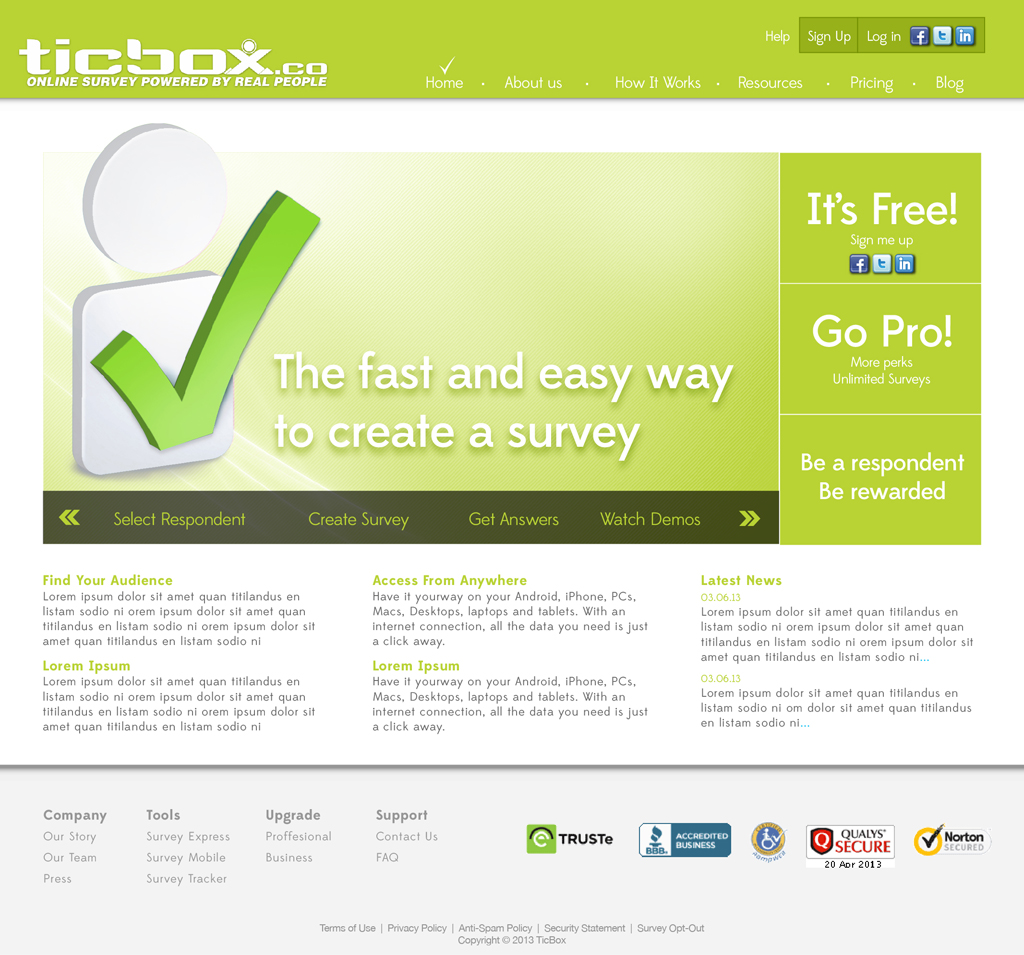 Help
Sign Up
Log in
ticbox.co
ONLINE SURVEY POWERED BY REAL PEOPLE
Home · About us · How It Works · Resources · Pricing · Blog
It's Free!
Sign me up
Go Pro!
More perks
Unlimited Surveys
Be a respondent
Be rewarded
The fast and easy way
to create a survey
Select Respondent
Create Survey
Get Answers
Watch Demos
Find Your Audience
Lorem ipsum dolor sit amet quan titilandus en
listam sodio ni orem ipsum dolor sit amet quan
titilandus en listam sodio ni orem ipsum dolor sit
amet quan titilandus en listam sodio ni
Lorem Ipsum
Lorem ipsum dolor sit amet quan titilandus en
listam sodio ni orem ipsum dolor sit amet quan
titilandus en listam sodio ni orem ipsum dolor sit
amet quan titilandus en listam sodio ni
Access From Anywhere
Have it yourway on your Android, iPhone, PCs,
Macs, Desktops, laptops and tablets. With an
internet connection, all the data you need is just
a click away.
Lorem Ipsum
Have it yourway on your Android, iPhone, PCs,
Macs, Desktops, laptops and tablets. With an
internet connection, all the data you need is just
a click away.
Latest News
03.06.13
Lorem ipsum dolor sit amet quan titilandus en
listam sodio ni orem ipsum dolor sit amet quan
titilandus en listam sodio ni orem ipsum dolor sit
amet quan titilandus en listam sodio ni...
03.06.13
Lorem ipsum dolor sit amet quan titilandus en
listam sodio ni om dolor sit amet quan titilandus
en listam sodio ni...
Company
Our Story
Our Team
Press
Tools
Survey Express
Survey Mobile
Survey Tracker
Upgrade
Proffesional
Business
Support
Contact Us
FAQ
TRUSTe
BBB.
ACCREDITED
BUSINESS
QUALYS
SECURE
20 Apr 2013
Norton
SECURED
Terms of Use | Privacy Policy | Anti-Spam Policy | Security Statement | Survey Opt-Out
Copyright © 2013 TicBox